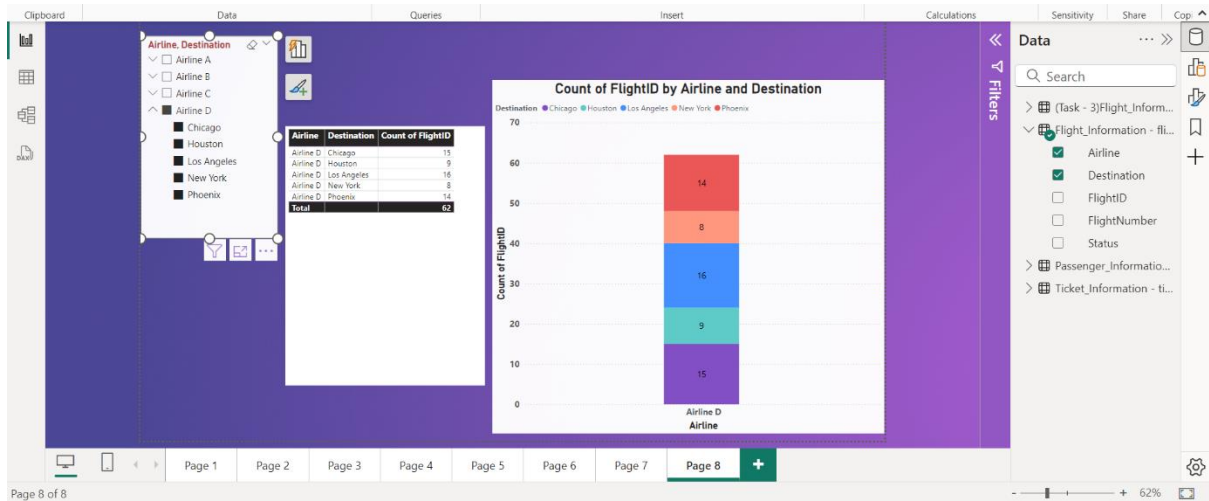 Clipboard Data Queries Insert Calculations Sensitivity Share Cop
Airline, Destination
Airline A
Airline B
Airline C
Airline D
Chicago
Houston
Los Angeles
New York
Phoenix
Airline Destination Count of FlightID
Airline D Chicago 15
Airline D Houston 9
Airline D Los Angeles 16
Airline D New York 8
Airline D Phoenix 14
Total 62
Count of FlightID by Airline and Destination
Destination Chicago Houston Los Angeles New York Phoenix
70
60
50
40
30
20
10
0
Count of FlightID
14
8
16
9
15
Airline D
Airline
Filters
Data
Search
(Task - 3)Flight_Inform...
Flight_Information - fli...
Airline
Destination
FlightID
FlightNumber
Status
Passenger_Informatio...
Ticket_Information - ti...
Page 1 Page 2 Page 3 Page 4 Page 5 Page 6 Page 7 Page 8
Page 8 of 8
62%